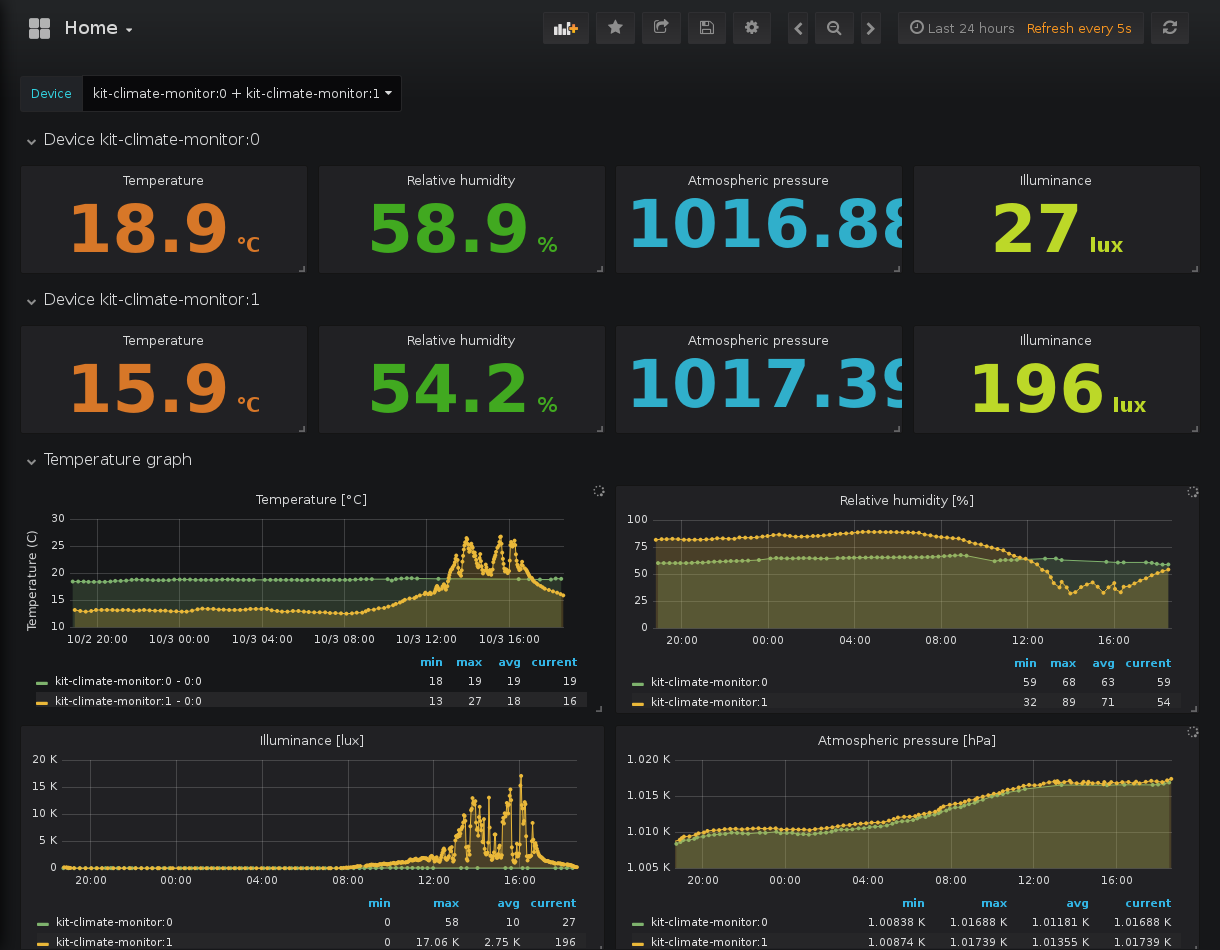 Home
Last 24 hours Refresh every 5s
Device kit-climate-monitor:0 + kit-climate-monitor:1
Device kit-climate-monitor:0
Temperature Relative humidity Atmospheric pressure Illuminance
18.9 °C 58.9 % 1016.88 27 lux
Device kit-climate-monitor:1
Temperature Relative humidity Atmospheric pressure Illuminance
15.9 °C 54.2 % 1017.39 196 lux
Temperature graph
Temperature [°C]
Temperature (C)
30
25
20
15
10
10/2 20:00 10/3 00:00 10/3 04:00 10/3 08:00 10/3 12:00 10/3 16:00
min max avg current
kit-climate-monitor:0 - 0:0 18 19 19 19
kit-climate-monitor:1 - 0:0 13 27 18 16
Relative humidity [%]
100
75
50
25
0
20:00 00:00 04:00 08:00 12:00 16:00
min max avg current
kit-climate-monitor:0 59 68 63 59
kit-climate-monitor:1 32 89 71 54
Illuminance [lux]
20 K
15 K
10 K
5 K
0
20:00 00:00 04:00 08:00 12:00 16:00
min max avg current
kit-climate-monitor:0 0 58 10 27
kit-climate-monitor:1 0 17.06 K 2.75 K 196
Atmospheric pressure [hPa]
1.020 K
1.015 K
1.010 K
1.005 K
20:00 00:00 04:00 08:00 12:00 16:00
min max avg current
kit-climate-monitor:0 1.00838 K 1.01688 K 1.01181 K 1.01688 K
kit-climate-monitor:1 1.00874 K 1.01739 K 1.01355 K 1.01739 K